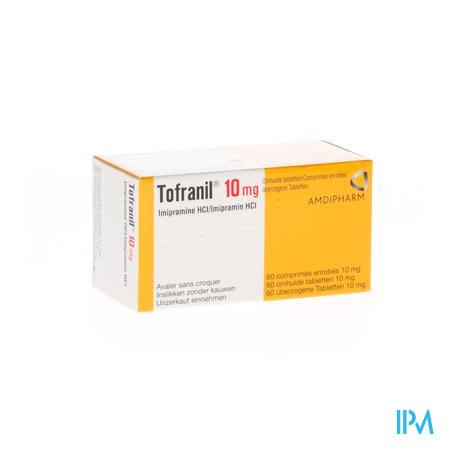 Tofranil® 10 mg
Imipramine HCl/Imipramin HCl
Omhulde tabletten/Comprimés enrobés
überzogene Tabletten
AMDIPHARM
Tofranil® 10 mg
Imipramine HCl/Imipramin HCl
Avaler sans croquer
Inslikken zonder kauwen
Unzerkaut einnehmen
60 comprimés enrobés 10 mg
60 omhulde tabletten 10 mg
60 überzogene Tabletten 10 mg
IPM